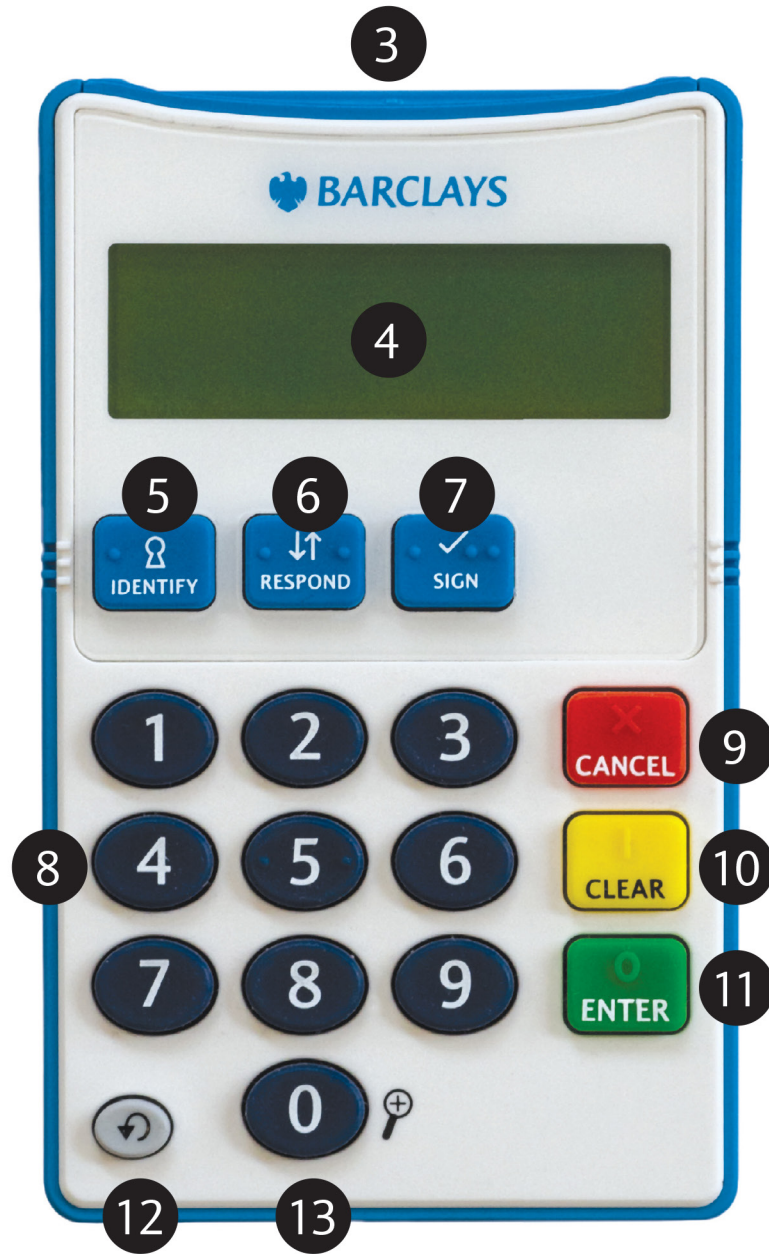 3
BARCLAYS
4
5 6 7
IDENTIFY RESPOND SIGN
1 2 3
CANCEL 9
8 4 5 6
CLEAR 10
7 8 9
ENTER 11
0
12 13